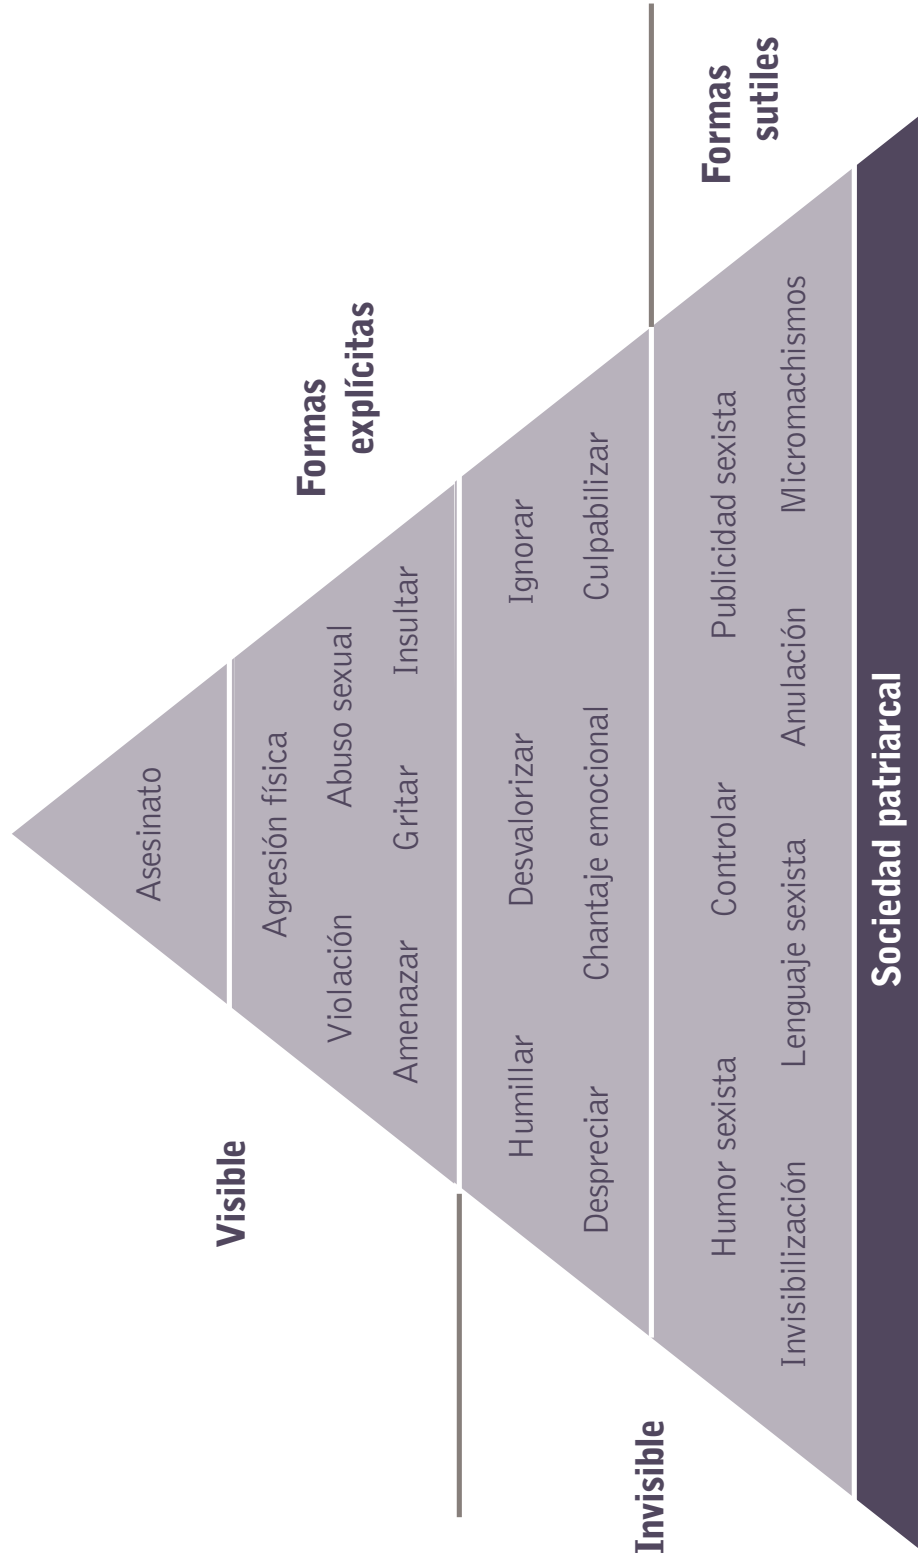 Asesinato
Agresión física
Violación Abuso sexual
Amenazar Gritar Insultar
Humillar Desvalorizar Ignorar
Despreciar Chantaje emocional Culpabilizar
Humor sexista Controlar Publicidad sexista
Invisibilización Lenguaje sexista Anulación Micromachismos
Sociedad patriarcal
Visible
Invisible
Formas
explícitas
Formas
sutiles